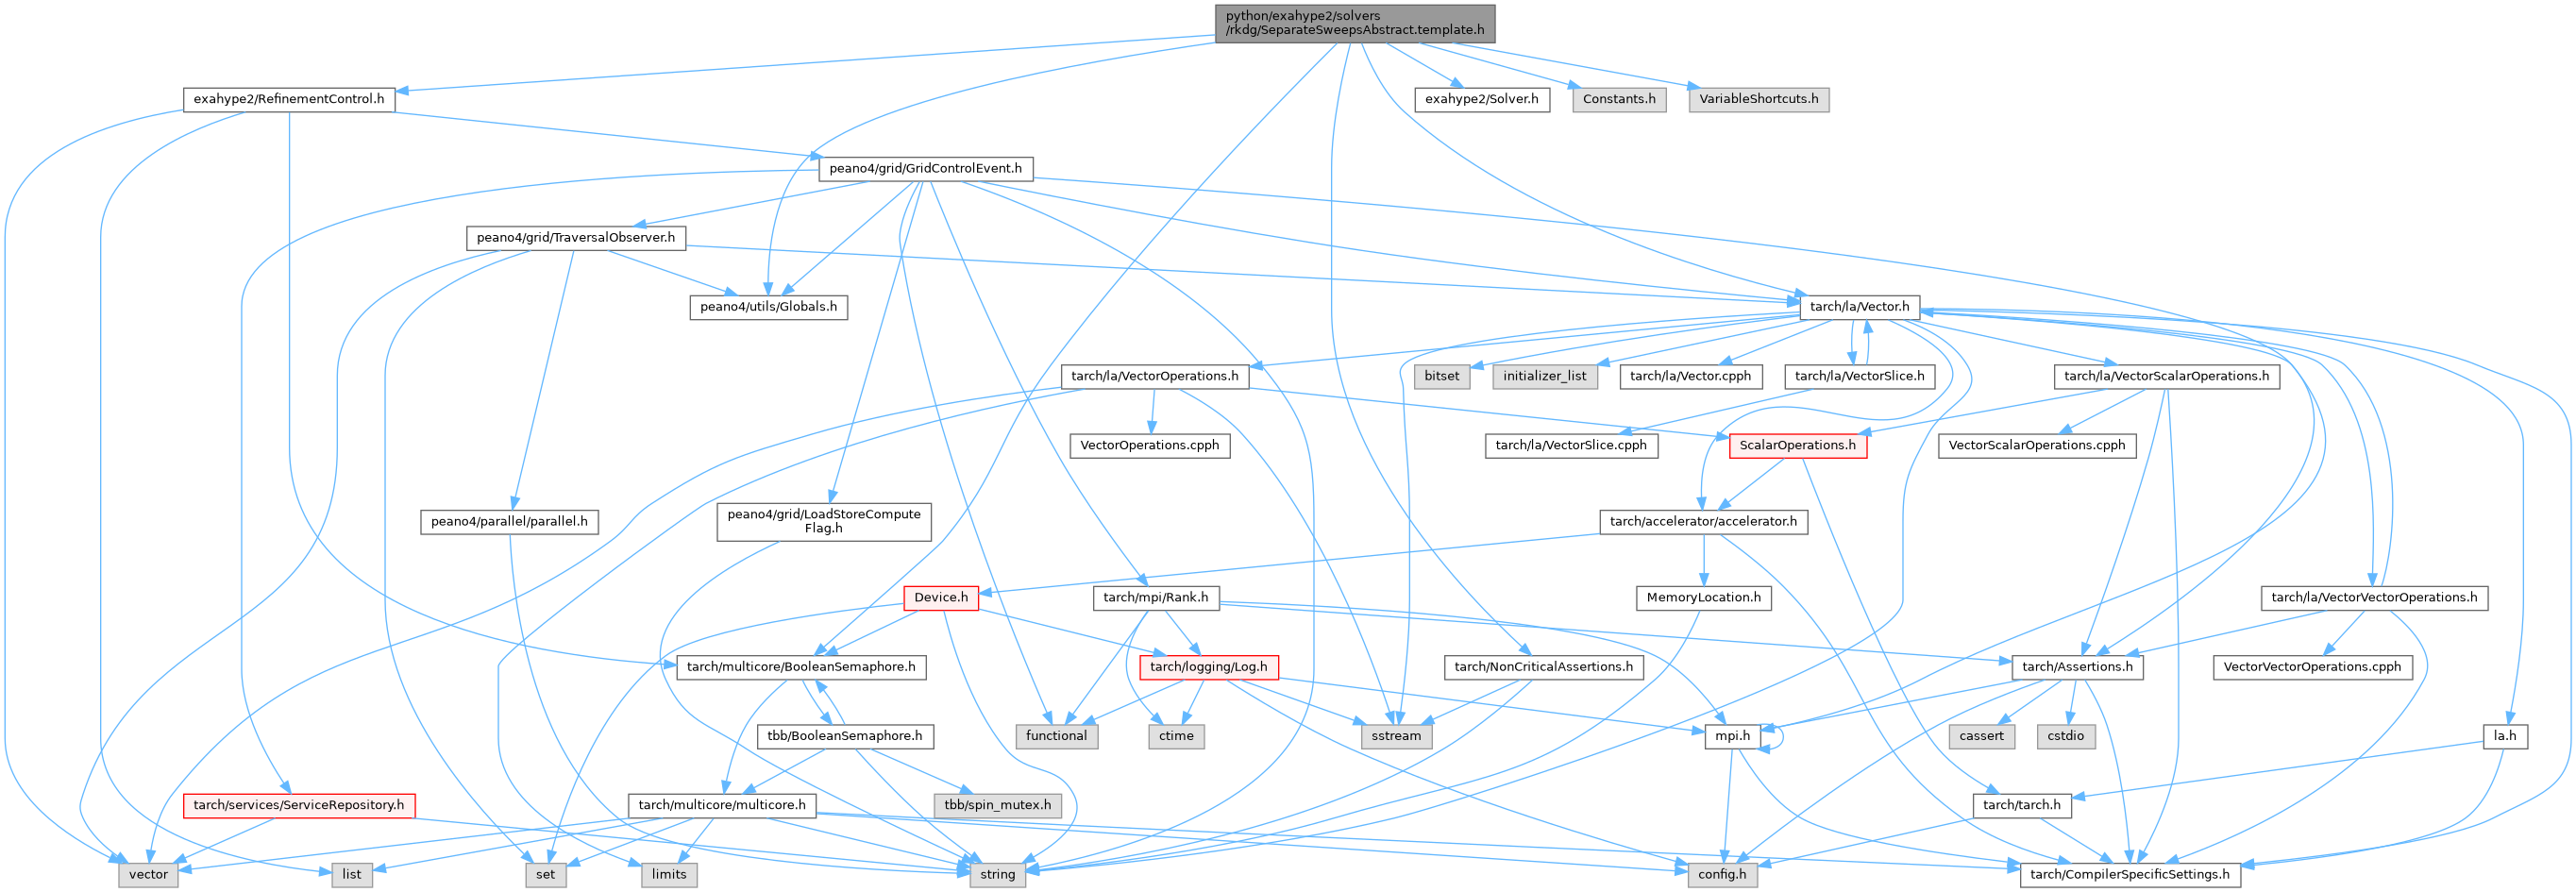 python/exahype2/solvers
/rkdg/SeparateSweepsAbstract.template.h
exahype2/RefinementControl.h
exahype2/Solver.h
Constants.h
VariableShortcuts.h
peano4/grid/GridControlEvent.h
peano4/grid/TraversalObserver.h
peano4/utils/Globals.h
tarch/la/Vector.h
tarch/la/VectorOperations.h
bitset
initializer_list
tarch/la/Vector.cpph
tarch/la/VectorSlice.h
tarch/la/VectorScalarOperations.h
VectorOperations.cpph
tarch/la/VectorSlice.cpph
ScalarOperations.h
VectorScalarOperations.cpph
peano4/parallel/parallel.h
peano4/grid/LoadStoreCompute
Flag.h
tarch/accelerator/accelerator.h
Device.h
tarch/mpi/Rank.h
MemoryLocation.h
tarch/la/VectorVectorOperations.h
tarch/multicore/BooleanSemaphore.h
tarch/logging/Log.h
tarch/NonCriticalAssertions.h
tarch/Assertions.h
VectorVectorOperations.cpph
tbb/BooleanSemaphore.h
functional
ctime
sstream
mpi.h
cassert
cstdio
la.h
tarch/services/ServiceRepository.h
tarch/multicore/multicore.h
tbb/spin_mutex.h
tarch/tarch.h
vector
list
set
limits
string
config.h
tarch/CompilerSpecificSettings.h